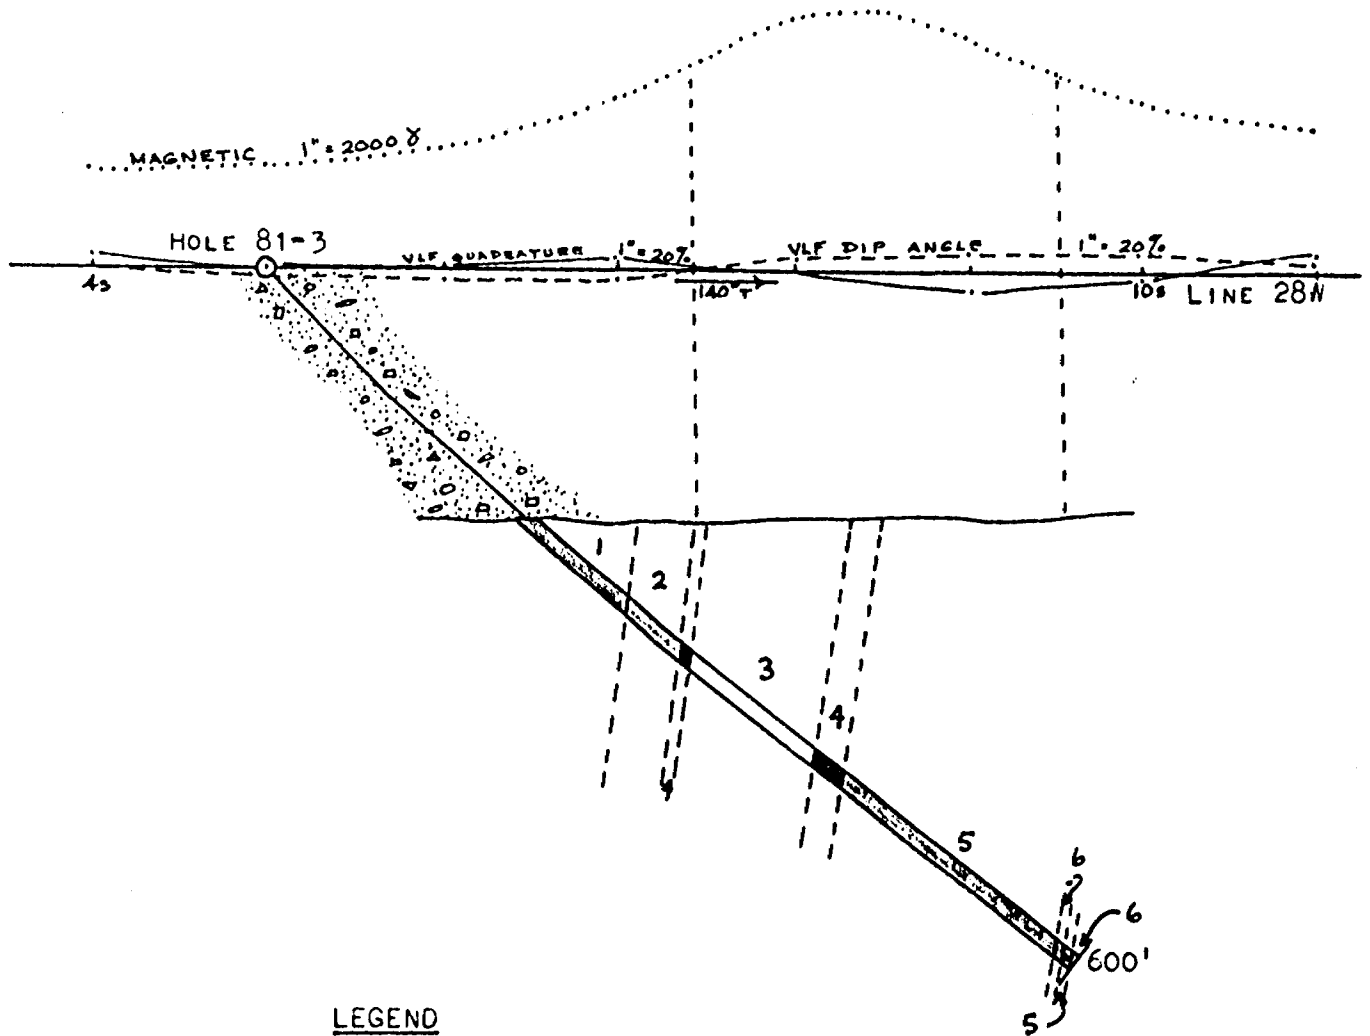 MAGNETIC 1" = 2000 γ
HOLE 81-3
VLF QUADRATURE 1" = 20%
VLF DIP ANGLE 1" = 20%
4s
140°T
10s
LINE 28N
2
3
4
4
5
6
6
600'
5
LEGEND